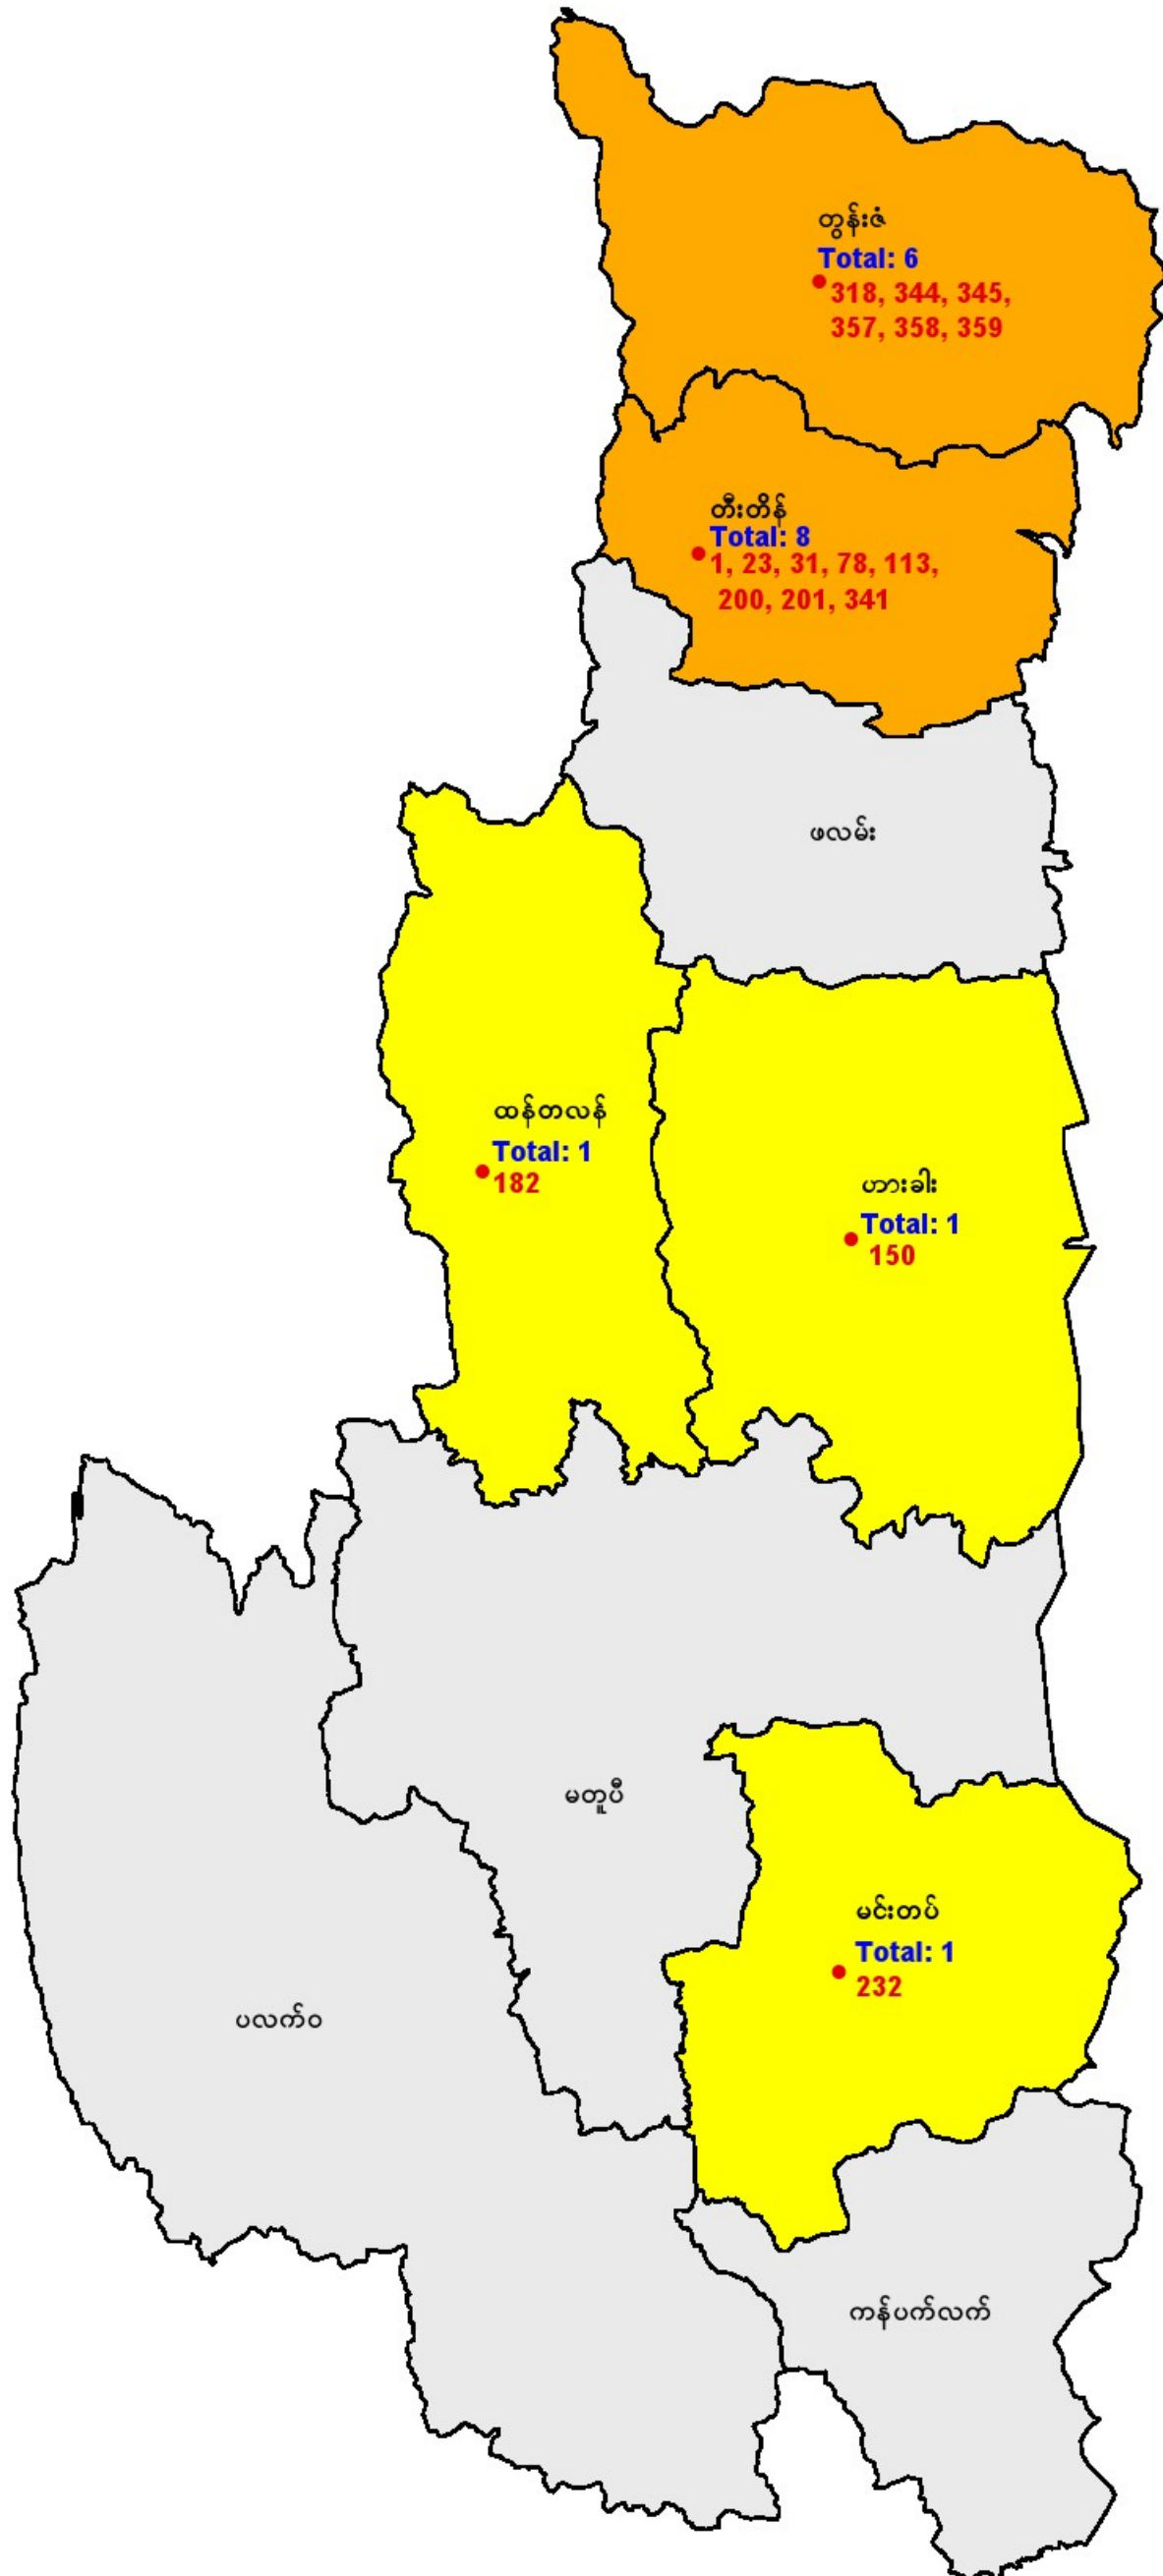 တွန်းဇံ
Total: 6
318, 344, 345,
357, 358, 359
တီးတိန်
Total: 8
1, 23, 31, 78, 113,
200, 201, 341
ဖလမ်း
ထန်တလန်
Total: 1
182
ဟားခါး
Total: 1
150
မတူပီ
မင်းတပ်
Total: 1
232
ပလက်ဝ
ကန်ပက်လက်